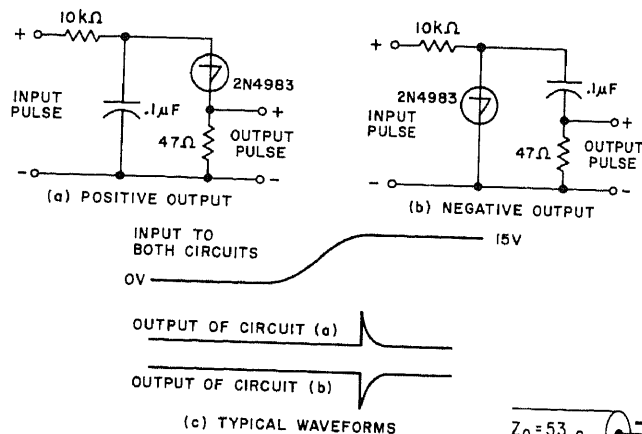 10kΩ
+
2N4983
.1μF
INPUT
PULSE
+
47Ω
OUTPUT
PULSE
-
-
(a) POSITIVE OUTPUT
10kΩ
+
2N4983
.1μF
INPUT
PULSE
+
47Ω
OUTPUT
PULSE
-
-
(b) NEGATIVE OUTPUT
INPUT TO
BOTH CIRCUITS
15V
0V
OUTPUT OF CIRCUIT (a)
OUTPUT OF CIRCUIT (b)
(c) TYPICAL WAVEFORMS
Z0=53